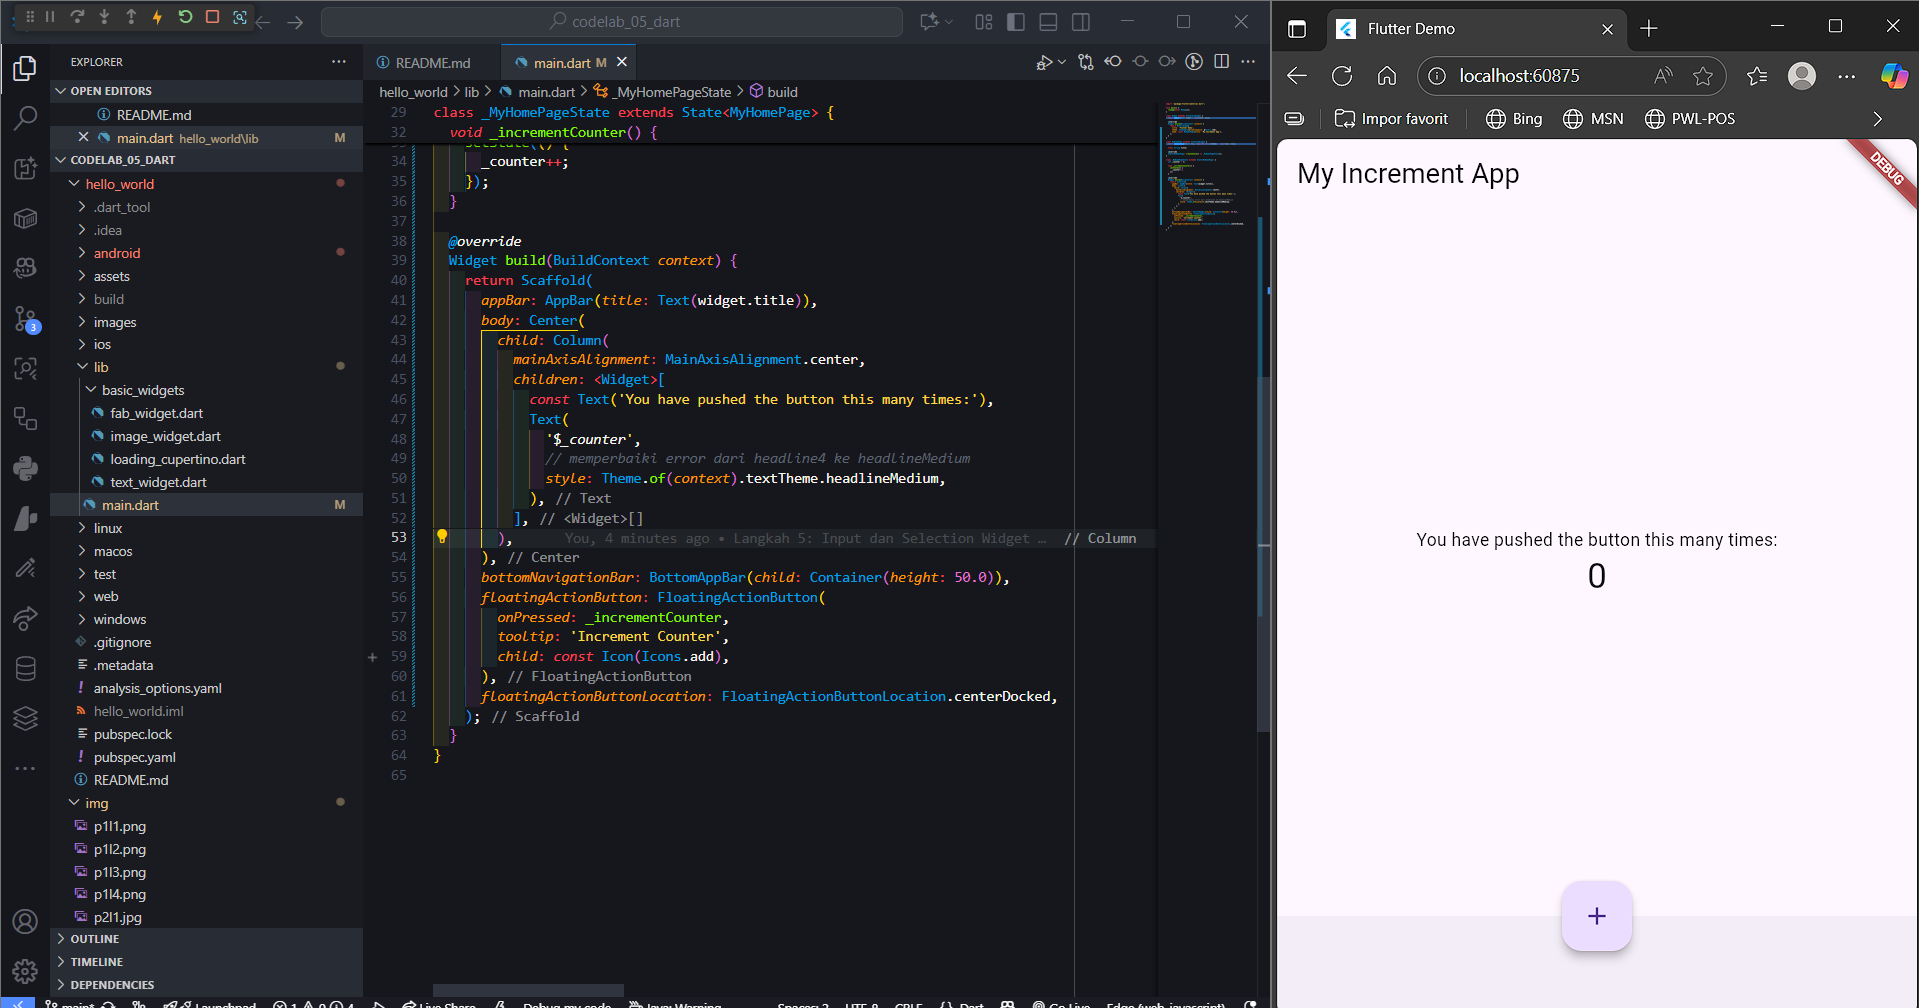 codelab_05_dart
EXPLORER
OPEN EDITORS
README.md
main.dart hello_world\lib M
CODELAB_05_DART
hello_world
.dart_tool
.idea
android
assets
build
images
ios
lib
basic_widgets
fab_widget.dart
image_widget.dart
loading_cupertino.dart
text_widget.dart
main.dart M
linux
macos
test
web
windows
.gitignore
.metadata
analysis_options.yaml
hello_world.iml
pubspec.lock
pubspec.yaml
README.md
img
p1l1.png
p1l2.png
p1l3.png
p1l4.png
p2l1.jpg
OUTLINE
TIMELINE
DEPENDENCIES
3
README.md
main.dart M
hello_world > lib > main.dart > _MyHomePageState > build
29 class _MyHomePageState extends State<MyHomePage> {
32 void _incrementCounter() {
setState(() {
34 _counter++;
35 });
36 }
37
38 @override
39 Widget build(BuildContext context) {
40 return Scaffold(
41 appBar: AppBar(title: Text(widget.title)),
42 body: Center(
43 child: Column(
44 mainAxisAlignment: MainAxisAlignment.center,
45 children: <Widget>[
46 const Text('You have pushed the button this many times:'),
47 Text(
48 '$_counter',
49 // memperbaiki error dari headline4 ke headlineMedium
50 style: Theme.of(context).textTheme.headlineMedium,
51 ), // Text
52 ], // <Widget>[]
53 ), You, 4 minutes ago • Langkah 5: Input dan Selection Widget … // Column
54 ), // Center
55 bottomNavigationBar: BottomAppBar(child: Container(height: 50.0)),
56 floatingActionButton: FloatingActionButton(
57 onPressed: _incrementCounter,
58 tooltip: 'Increment Counter',
59 child: const Icon(Icons.add),
60 ), // FloatingActionButton
61 floatingActionButtonLocation: FloatingActionButtonLocation.centerDocked,
62 ); // Scaffold
63 }
64 }
65
main* Launchpad Live Share Debug my code Java: Warning Spaces: 2 UTF-8 CRLF {} Dart Go Live Edge (web-javascript)
Flutter Demo
localhost:60875
Impor favorit Bing MSN PWL-POS
My Increment App
DEBUG
You have pushed the button this many times:
0
+